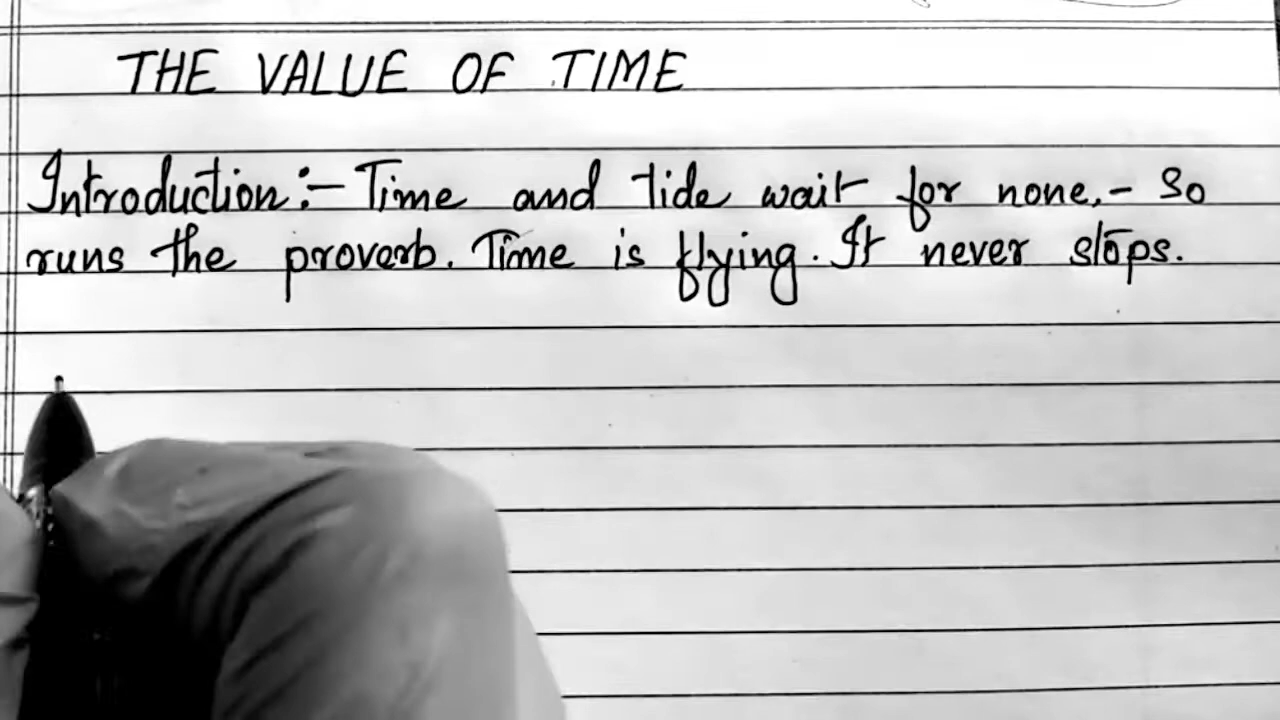 THE VALUE OF TIME
Introduction:- Time and tide wait for none.- So
runs the proverb. Time is flying. It never stops.